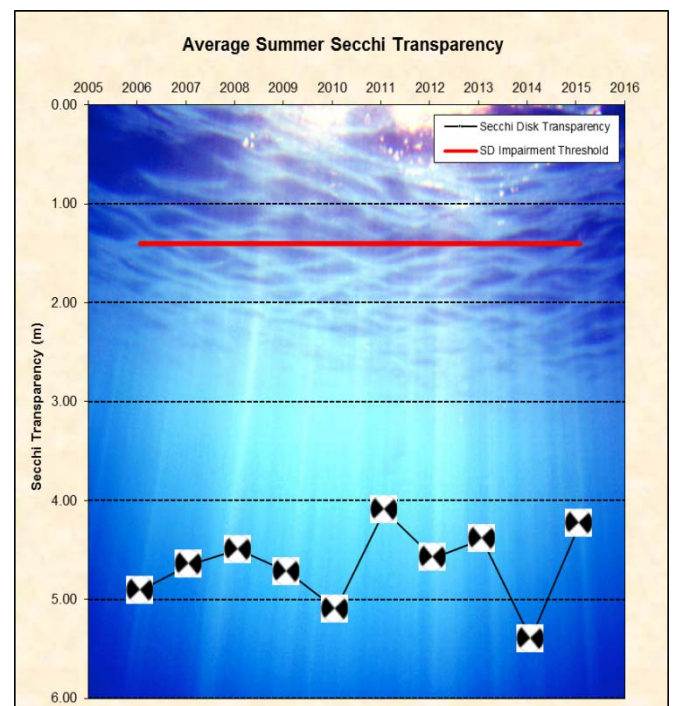 Average Summer Secchi Transparency
2005 2006 2007 2008 2009 2010 2011 2012 2013 2014 2015 2016
0.00
Secchi Disk Transparency
SD Impairment Threshold
1.00
2.00
3.00
Secchi Transparency (m)
4.00
5.00
6.00